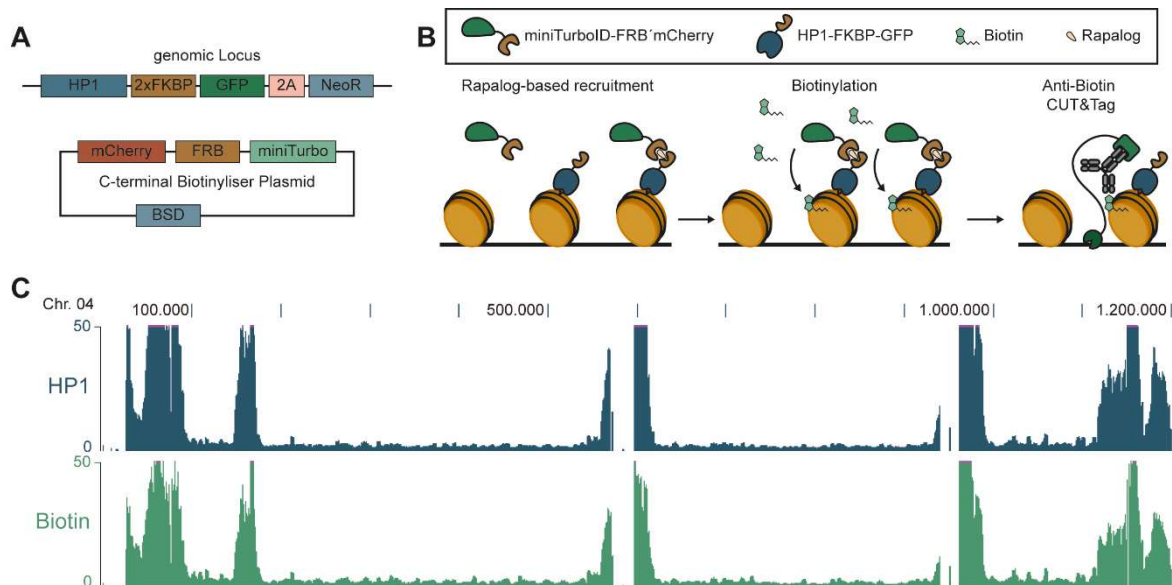 A
genomic Locus
HP1 2xFKBP GFP 2A NeoR
mCherry FRB miniTurbo
C-terminal Biotinyliser Plasmid
BSD
B
miniTurboID-FRB´mCherry HP1-FKBP-GFP Biotin Rapalog
Rapalog-based recruitment Biotinylation Anti-Biotin
CUT&Tag
C
Chr. 04 100.000 500.000 1.000.000 1.200.000
50
HP1
0
50
Biotin
0